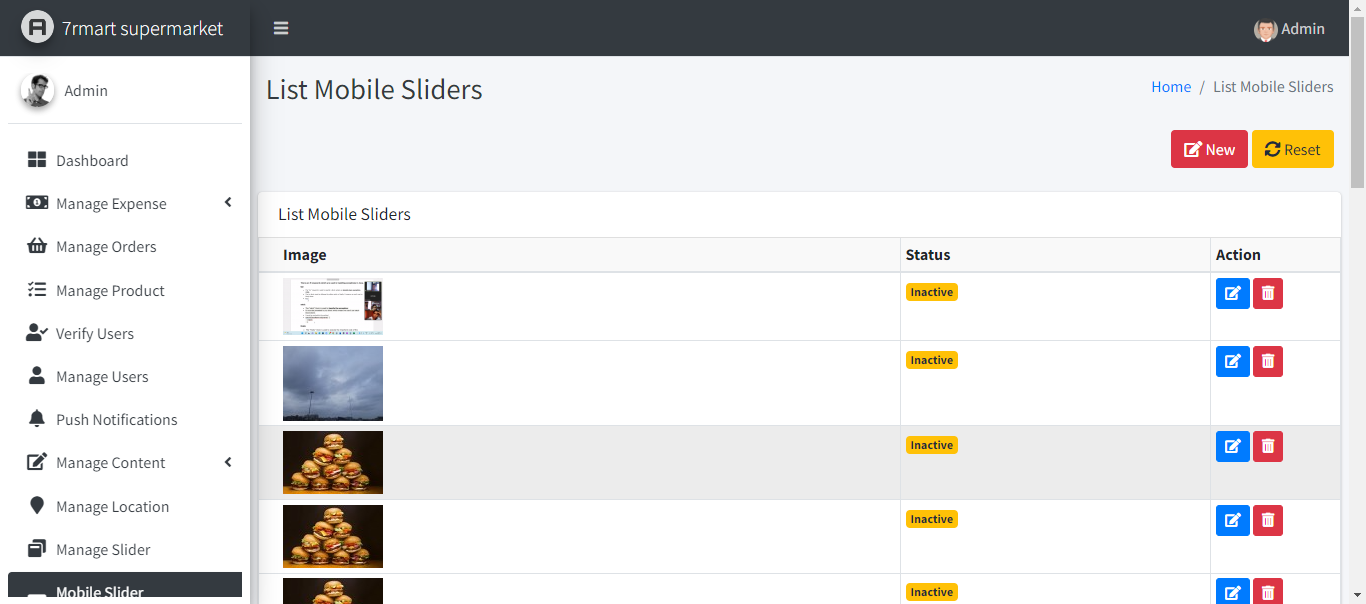 7rmart supermarket
Admin
Admin
List Mobile Sliders
Home / List Mobile Sliders
New
Reset
Dashboard
Manage Expense
Manage Orders
Manage Product
Verify Users
Manage Users
Push Notifications
Manage Content
Manage Location
Manage Slider
Mobile Slider
List Mobile Sliders
Image Status Action
Inactive
Inactive
Inactive
Inactive
Inactive